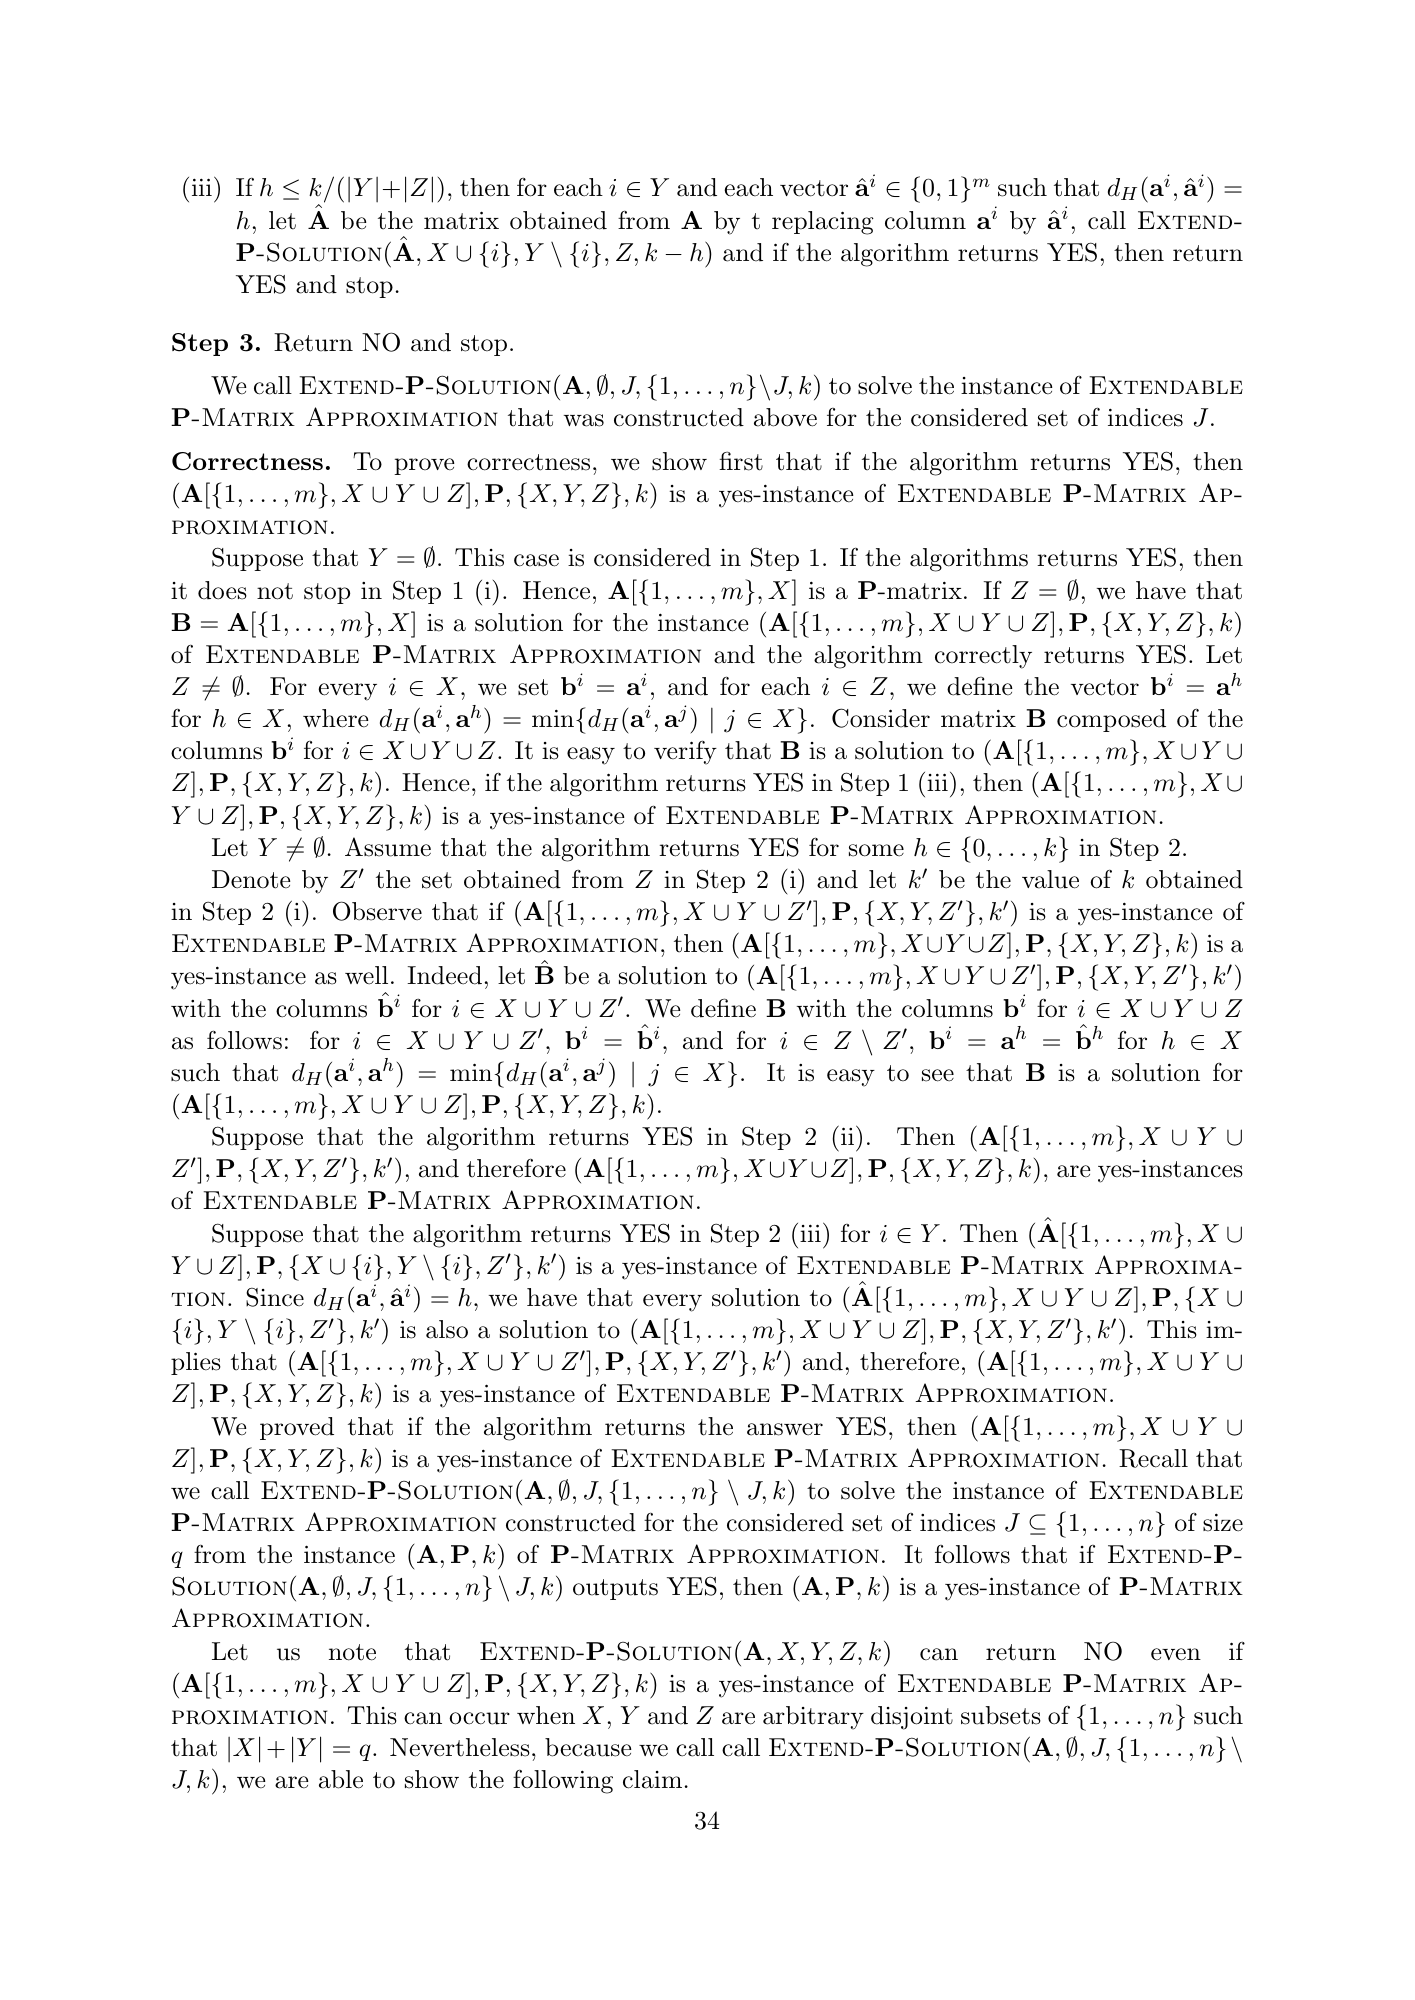 (iii) If h ≤ k/(|Y|+|Z|), then for each i ∈ Y and each vector âⁱ ∈ {0, 1}ᵐ such that d_H(aⁱ, âⁱ) =
h, let Â be the matrix obtained from A by t replacing column aⁱ by âⁱ, call EXTEND-
P-SOLUTION(Â, X ∪ {i}, Y \ {i}, Z, k − h) and if the algorithm returns YES, then return
YES and stop.
Step 3. Return NO and stop.
We call EXTEND-P-SOLUTION(A, ∅, J, {1, . . . , n}\J, k) to solve the instance of EXTENDABLE
P-MATRIX APPROXIMATION that was constructed above for the considered set of indices J.
Correctness. To prove correctness, we show first that if the algorithm returns YES, then
(A[{1, . . . , m}, X ∪ Y ∪ Z], P, {X, Y, Z}, k) is a yes-instance of EXTENDABLE P-MATRIX AP-
PROXIMATION.
Suppose that Y = ∅. This case is considered in Step 1. If the algorithms returns YES, then
it does not stop in Step 1 (i). Hence, A[{1, . . . , m}, X] is a P-matrix. If Z = ∅, we have that
B = A[{1, . . . , m}, X] is a solution for the instance (A[{1, . . . , m}, X ∪ Y ∪ Z], P, {X, Y, Z}, k)
of EXTENDABLE P-MATRIX APPROXIMATION and the algorithm correctly returns YES. Let
Z ≠ ∅. For every i ∈ X, we set bⁱ = aⁱ, and for each i ∈ Z, we define the vector bⁱ = aʰ
for h ∈ X, where d_H(aⁱ, aʰ) = min{d_H(aⁱ, aʲ) | j ∈ X}. Consider matrix B composed of the
columns bⁱ for i ∈ X ∪ Y ∪ Z. It is easy to verify that B is a solution to (A[{1, . . . , m}, X ∪ Y ∪
Z], P, {X, Y, Z}, k). Hence, if the algorithm returns YES in Step 1 (iii), then (A[{1, . . . , m}, X ∪
Y ∪ Z], P, {X, Y, Z}, k) is a yes-instance of EXTENDABLE P-MATRIX APPROXIMATION.
Let Y ≠ ∅. Assume that the algorithm returns YES for some h ∈ {0, . . . , k} in Step 2.
Denote by Z′ the set obtained from Z in Step 2 (i) and let k′ be the value of k obtained
in Step 2 (i). Observe that if (A[{1, . . . , m}, X ∪ Y ∪ Z′], P, {X, Y, Z′}, k′) is a yes-instance of
EXTENDABLE P-MATRIX APPROXIMATION, then (A[{1, . . . , m}, X∪Y ∪Z], P, {X, Y, Z}, k) is a
yes-instance as well. Indeed, let B̂ be a solution to (A[{1, . . . , m}, X ∪ Y ∪ Z′], P, {X, Y, Z′}, k′)
with the columns b̂ⁱ for i ∈ X ∪ Y ∪ Z′. We define B with the columns bⁱ for i ∈ X ∪ Y ∪ Z
as follows: for i ∈ X ∪ Y ∪ Z′, bⁱ = b̂ⁱ, and for i ∈ Z \ Z′, bⁱ = aʰ = b̂ʰ for h ∈ X
such that d_H(aⁱ, aʰ) = min{d_H(aⁱ, aʲ) | j ∈ X}. It is easy to see that B is a solution for
(A[{1, . . . , m}, X ∪ Y ∪ Z], P, {X, Y, Z}, k).
Suppose that the algorithm returns YES in Step 2 (ii). Then (A[{1, . . . , m}, X ∪ Y ∪
Z′], P, {X, Y, Z′}, k′), and therefore (A[{1, . . . , m}, X∪Y ∪Z], P, {X, Y, Z}, k), are yes-instances
of EXTENDABLE P-MATRIX APPROXIMATION.
Suppose that the algorithm returns YES in Step 2 (iii) for i ∈ Y. Then (Â[{1, . . . , m}, X ∪
Y ∪ Z], P, {X ∪ {i}, Y \ {i}, Z′}, k′) is a yes-instance of EXTENDABLE P-MATRIX APPROXIMA-
TION. Since d_H(aⁱ, âⁱ) = h, we have that every solution to (Â[{1, . . . , m}, X ∪ Y ∪ Z], P, {X ∪
{i}, Y \ {i}, Z′}, k′) is also a solution to (A[{1, . . . , m}, X ∪ Y ∪ Z], P, {X, Y, Z′}, k′). This im-
plies that (A[{1, . . . , m}, X ∪ Y ∪ Z′], P, {X, Y, Z′}, k′) and, therefore, (A[{1, . . . , m}, X ∪ Y ∪
Z], P, {X, Y, Z}, k) is a yes-instance of EXTENDABLE P-MATRIX APPROXIMATION.
We proved that if the algorithm returns the answer YES, then (A[{1, . . . , m}, X ∪ Y ∪
Z], P, {X, Y, Z}, k) is a yes-instance of EXTENDABLE P-MATRIX APPROXIMATION. Recall that
we call EXTEND-P-SOLUTION(A, ∅, J, {1, . . . , n} \ J, k) to solve the instance of EXTENDABLE
P-MATRIX APPROXIMATION constructed for the considered set of indices J ⊆ {1, . . . , n} of size
q from the instance (A, P, k) of P-MATRIX APPROXIMATION. It follows that if EXTEND-P-
SOLUTION(A, ∅, J, {1, . . . , n} \ J, k) outputs YES, then (A, P, k) is a yes-instance of P-MATRIX
APPROXIMATION.
Let us note that EXTEND-P-SOLUTION(A, X, Y, Z, k) can return NO even if
(A[{1, . . . , m}, X ∪ Y ∪ Z], P, {X, Y, Z}, k) is a yes-instance of EXTENDABLE P-MATRIX AP-
PROXIMATION. This can occur when X, Y and Z are arbitrary disjoint subsets of {1, . . . , n} such
that |X|+|Y| = q. Nevertheless, because we call call EXTEND-P-SOLUTION(A, ∅, J, {1, . . . , n} \
J, k), we are able to show the following claim.
34